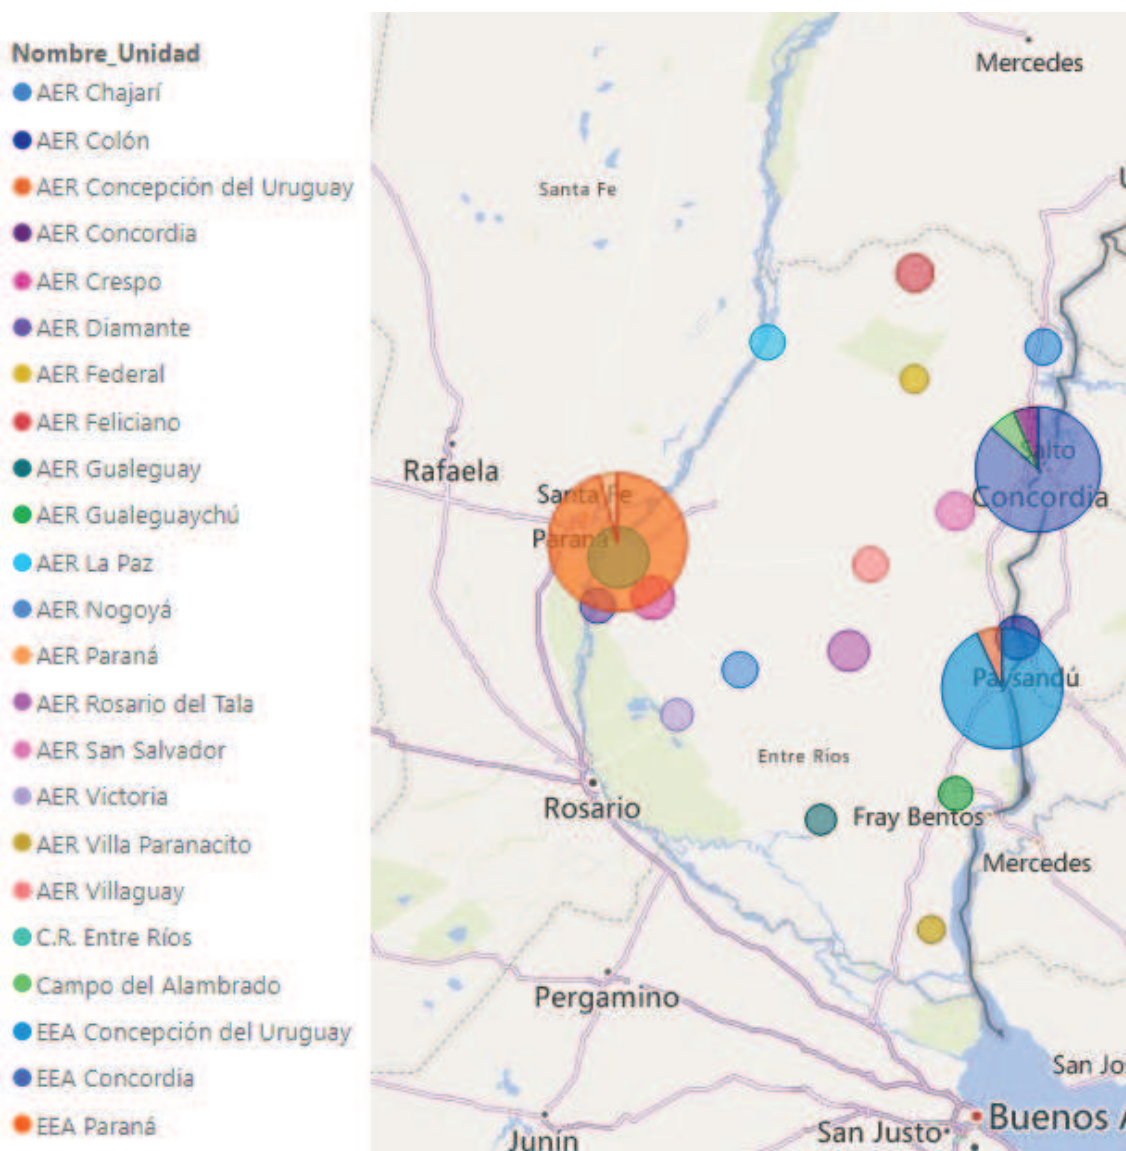 Nombre_Unidad
AER Chajarí
AER Colón
AER Concepción del Uruguay
AER Concordia
AER Crespo
AER Diamante
AER Federal
AER Feliciano
AER Gualeguay
AER Gualeguaychú
AER La Paz
AER Nogoyá
AER Paraná
AER Rosario del Tala
AER San Salvador
AER Victoria
AER Villa Paranacito
AER Villaguay
C.R. Entre Ríos
Campo del Alambrado
EEA Concepción del Uruguay
EEA Concordia
EEA Paraná
Mercedes
U
Santa Fe
Rafaela
Salto
Concordia
Santa Fe
Paraná
Paysandú
Entre Ríos
Rosario
Fray Bentos
Mercedes
Pergamino
San Jo
Buenos A
San Justo
Junín